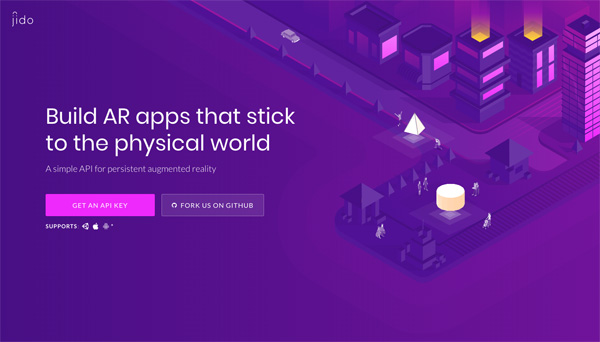 jido
Build AR apps that stick
to the physical world
A simple API for persistent augmented reality
GET AN API KEY
FORK US ON GITHUB
SUPPORTS